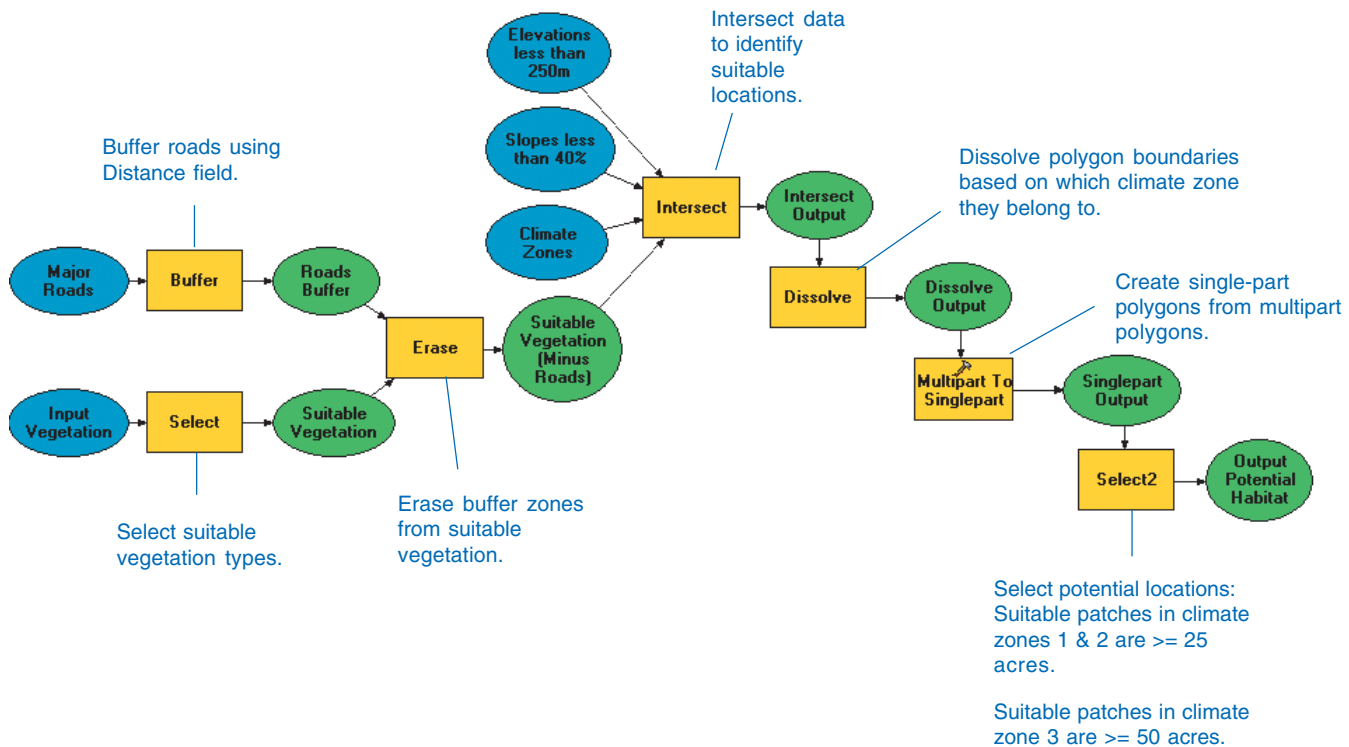 Elevations
less than
250m
Intersect data
to identify
suitable
locations.
Buffer roads using
Distance field.
Slopes less
than 40%
Dissolve polygon boundaries
based on which climate zone
they belong to.
Intersect
Intersect
Output
Climate
Zones
Major
Roads
Buffer
Roads
Buffer
Dissolve
Dissolve
Output
Create single-part
polygons from multipart
polygons.
Erase
Suitable
Vegetation
(Minus
Roads)
Multipart To
Singlepart
Singlepart
Output
Input
Vegetation
Select
Suitable
Vegetation
Select2
Output
Potential
Habitat
Select suitable
vegetation types.
Erase buffer zones
from suitable
vegetation.
Select potential locations:
Suitable patches in climate
zones 1 & 2 are >= 25
acres.
Suitable patches in climate
zone 3 are >= 50 acres.